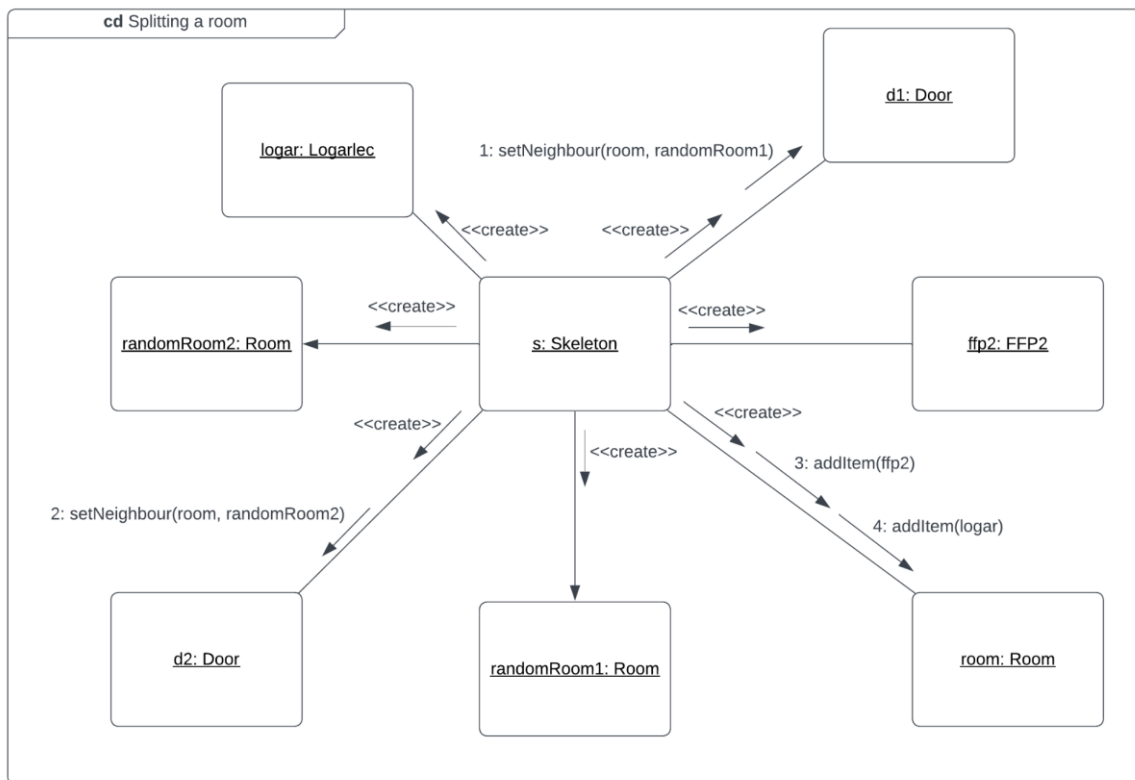 cd Splitting a room
d1: Door
logar: Logarlec
1: setNeighbour(room, randomRoom1)
<<create>>
<<create>>
<<create>>
<<create>>
randomRoom2: Room
s: Skeleton
ffp2: FFP2
<<create>>
<<create>>
<<create>>
3: addItem(ffp2)
2: setNeighbour(room, randomRoom2)
4: addItem(logar)
d2: Door
randomRoom1: Room
room: Room